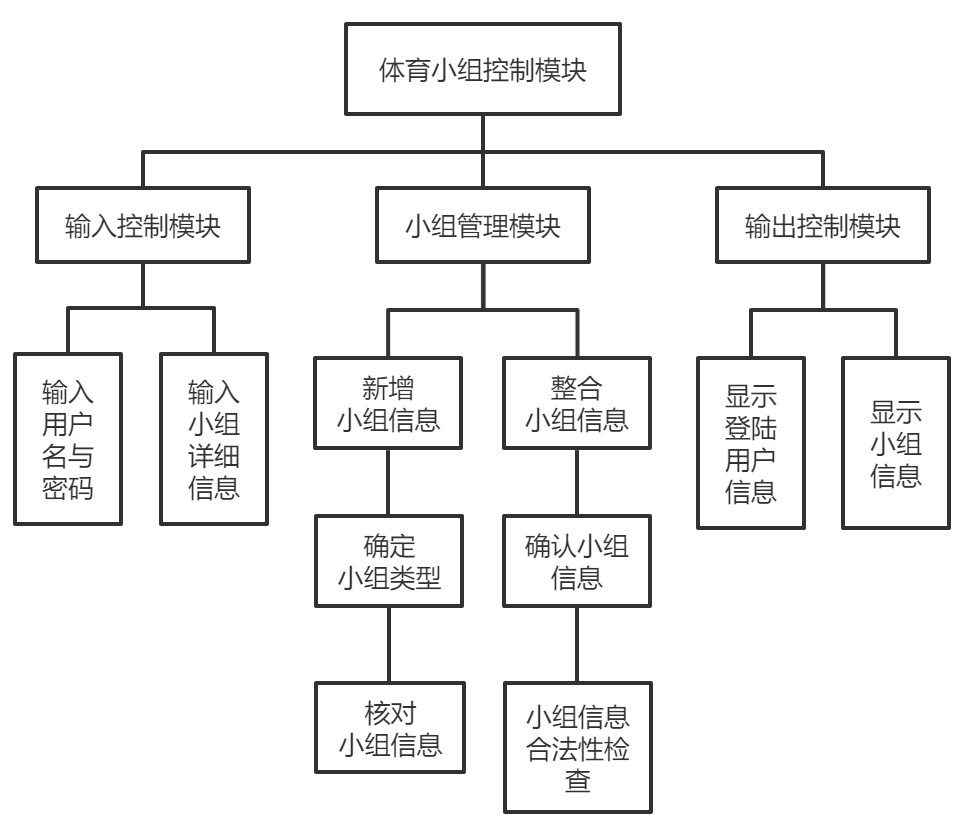 体育小组控制模块
输入控制模块
小组管理模块
输出控制模块
输入
用户
名与
密码
输入
小组
详细
信息
新增
小组信息
整合
小组信息
显示
登陆
用户
信息
显示
小组
信息
确定
小组类型
确认小组
信息
核对
小组信息
小组信息
合法性检
查